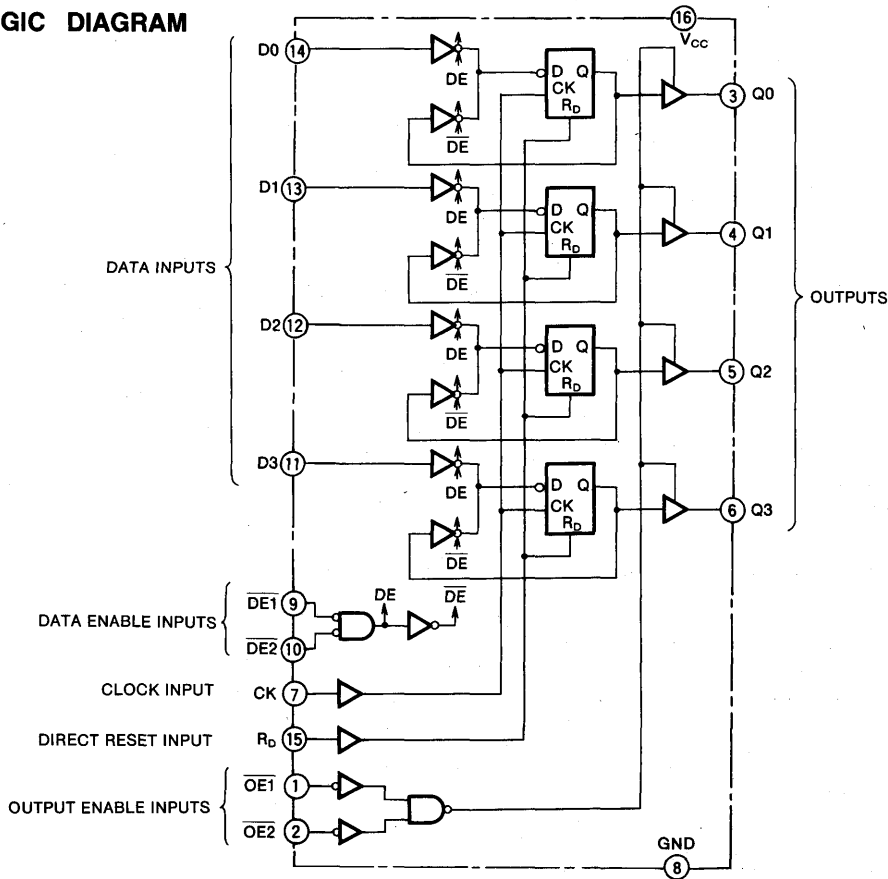 GIC DIAGRAM
16
VCC
D0 14
DE
D Q
CK
RD
3 Q0
DE
D1 13
DE
D Q
CK
RD
4 Q1
DE
DATA INPUTS
OUTPUTS
D2 12
DE
D Q
CK
RD
5 Q2
DE
D3 11
DE
D Q
CK
RD
6 Q3
DE
DATA ENABLE INPUTS
DE1 9
DE DE
DE2 10
CLOCK INPUT CK 7
DIRECT RESET INPUT RD 15
OUTPUT ENABLE INPUTS
OE1 1
OE2 2
GND
8